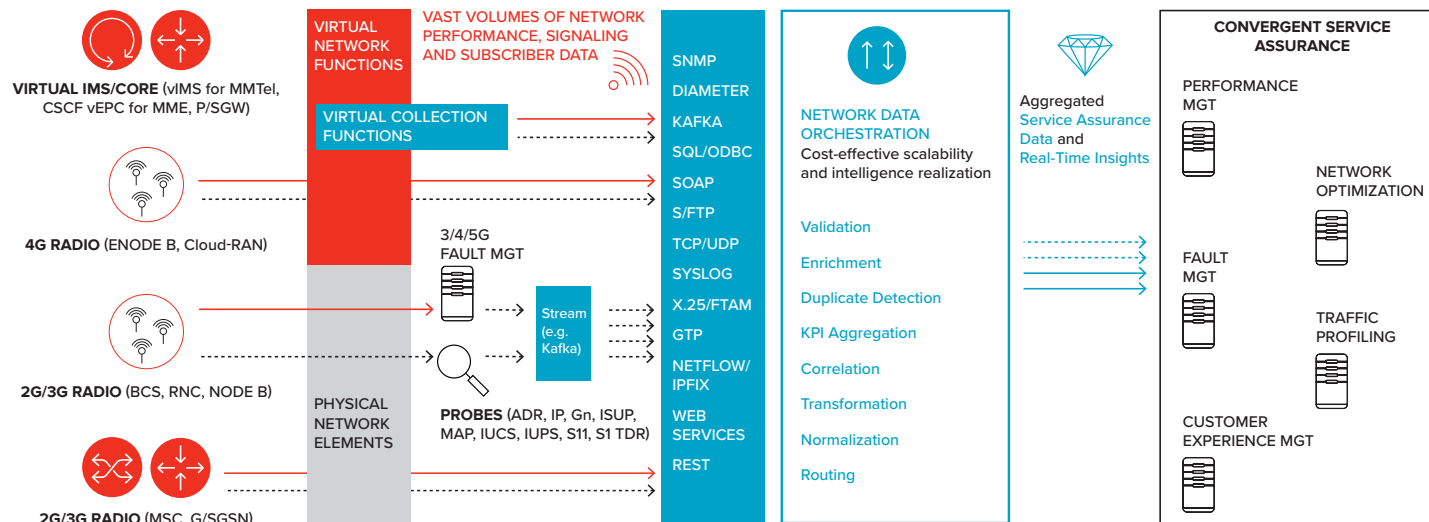 VIRTUAL IMS/CORE (vIMS for MMTel,
CSCF vEPC for MME, P/SGW)
4G RADIO (ENODE B, Cloud-RAN)
2G/3G RADIO (BCS, RNC, NODE B)
2G/3G RADIO (MSC, G/SGSN)
VIRTUAL
NETWORK
FUNCTIONS
VIRTUAL COLLECTION
FUNCTIONS
PHYSICAL
NETWORK
ELEMENTS
VAST VOLUMES OF NETWORK
PERFORMANCE, SIGNALING
AND SUBSCRIBER DATA
3/4/5G
FAULT MGT
Stream
(e.g.
Kafka)
PROBES (ADR, IP, Gn, ISUP,
MAP, IUCS, IUPS, S11, S1 TDR)
SNMP
DIAMETER
KAFKA
SQL/ODBC
SOAP
S/FTP
TCP/UDP
SYSLOG
X.25/FTAM
GTP
NETFLOW/
IPFIX
WEB
SERVICES
REST
NETWORK DATA
ORCHESTRATION
Cost-effective scalability
and intelligence realization
Validation
Enrichment
Duplicate Detection
KPI Aggregation
Correlation
Transformation
Normalization
Routing
Aggregated
Service Assurance
Data and
Real-Time Insights
CONVERGENT SERVICE
ASSURANCE
PERFORMANCE
MGT
NETWORK
OPTIMIZATION
FAULT
MGT
TRAFFIC
PROFILING
CUSTOMER
EXPERIENCE MGT